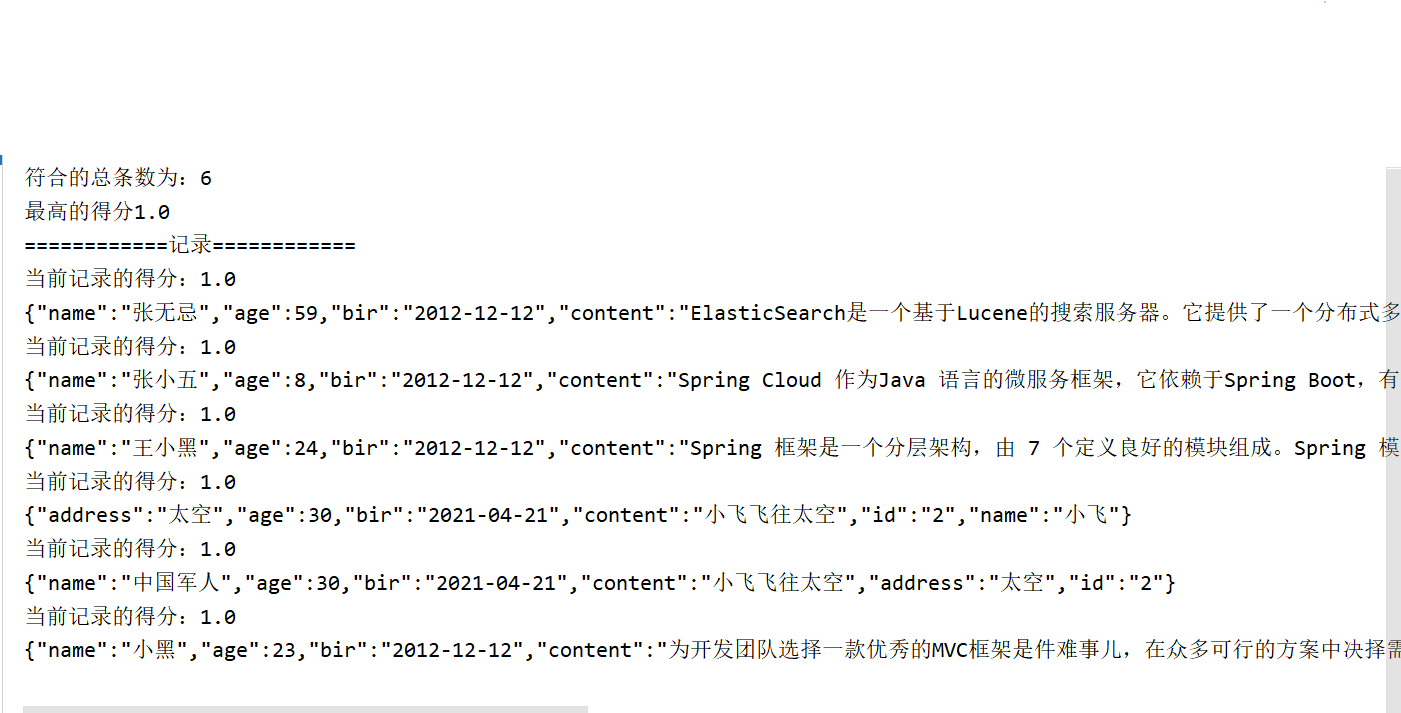 符合的总条数为：6
最高的得分1.0
============记录============
当前记录的得分：1.0
{"name":"张无忌","age":59,"bir":"2012-12-12","content":"ElasticSearch是一个基于Lucene的搜索服务器。它提供了一个分布式多
当前记录的得分：1.0
{"name":"张小五","age":8,"bir":"2012-12-12","content":"Spring Cloud 作为Java 语言的微服务框架，它依赖于Spring Boot，有
当前记录的得分：1.0
{"name":"王小黑","age":24,"bir":"2012-12-12","content":"Spring 框架是一个分层架构，由 7 个定义良好的模块组成。Spring 模
当前记录的得分：1.0
{"address":"太空","age":30,"bir":"2021-04-21","content":"小飞飞往太空","id":"2","name":"小飞"}
当前记录的得分：1.0
{"name":"中国军人","age":30,"bir":"2021-04-21","content":"小飞飞往太空","address":"太空","id":"2"}
当前记录的得分：1.0
{"name":"小黑","age":23,"bir":"2012-12-12","content":"为开发团队选择一款优秀的MVC框架是件难事儿，在众多可行的方案中决择需